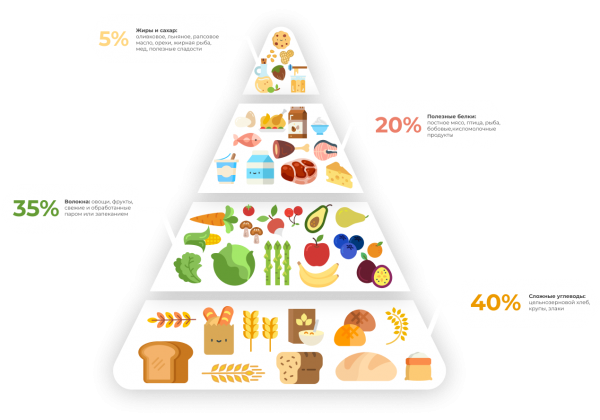 5%
Жиры и сахар:
оливковое, льняное, рапсовое
масло, орехи, жирная рыба,
мед, полезные сладости
20%
Полезные белки:
постное мясо, птица, рыба,
бобовые,кисломолочные
продукты
35%
Волокна: овощи, фрукты,
свежие и обработанные
паром или запеканием
40%
Сложные углеводы:
цельнозерновой хлеб,
крупы, злаки